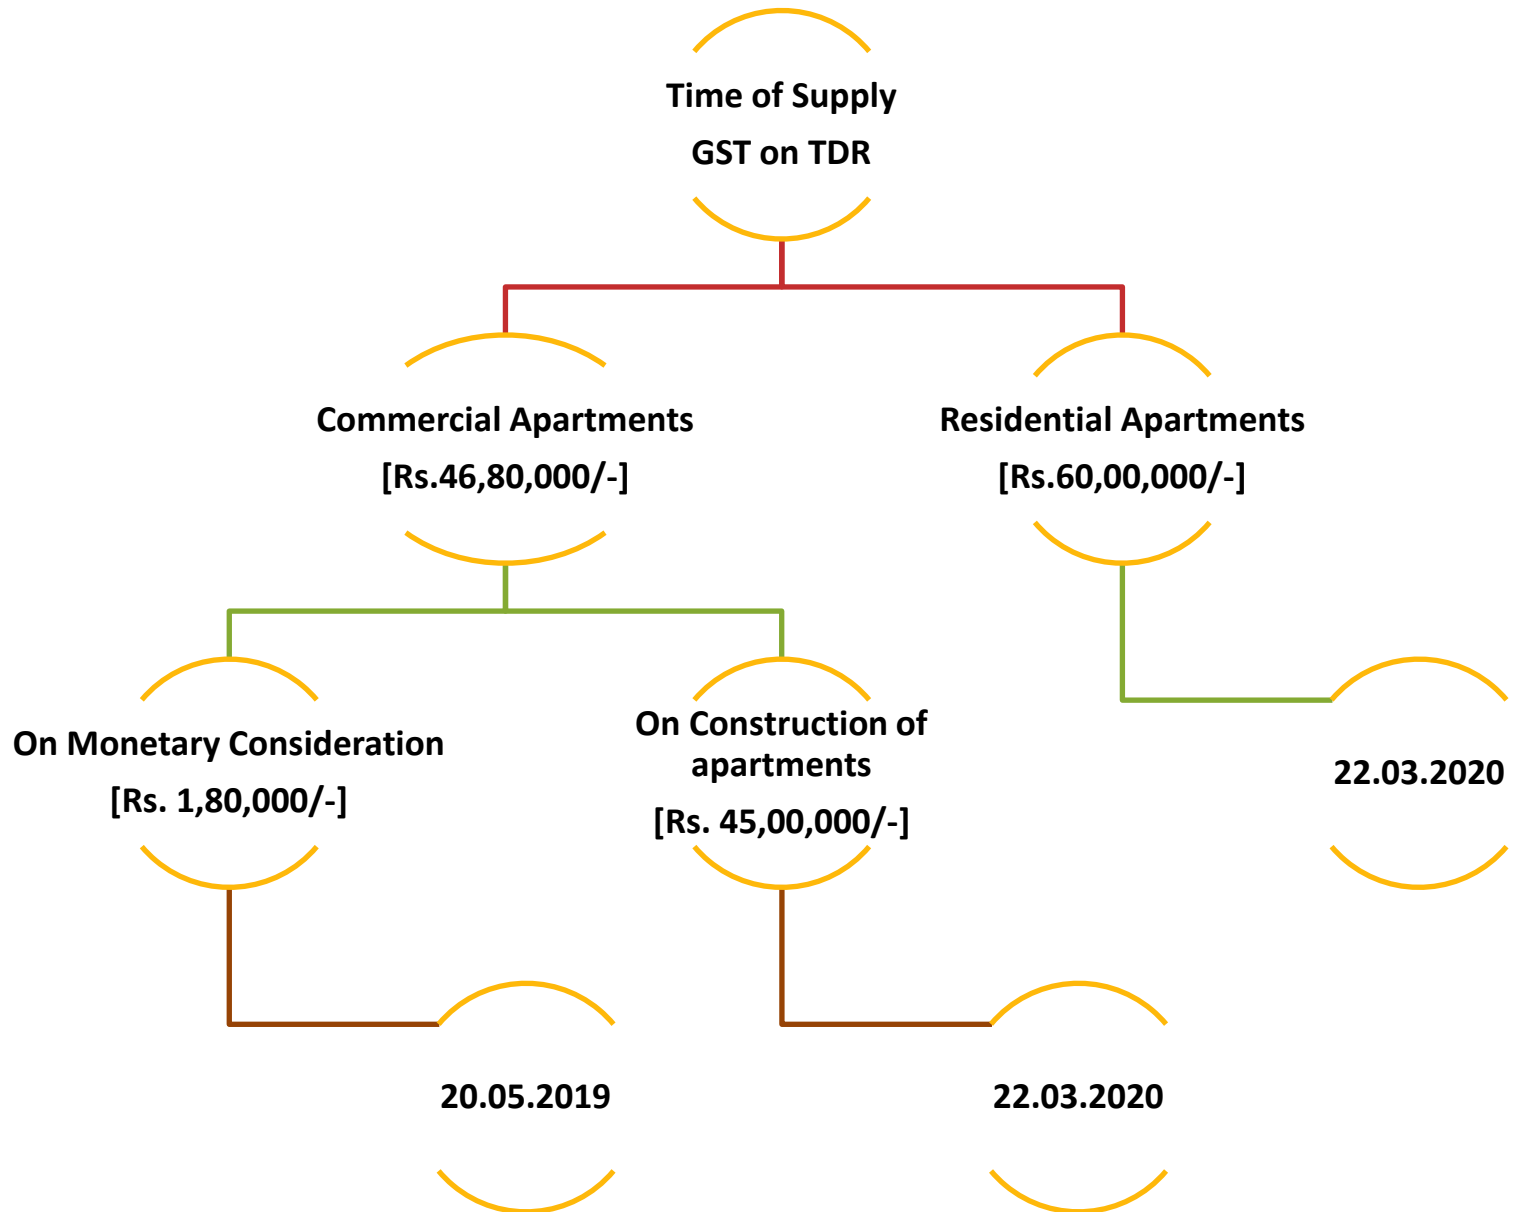 Time of Supply
GST on TDR
Commercial Apartments
[Rs.46,80,000/-]
Residential Apartments
[Rs.60,00,000/-]
On Monetary Consideration
[Rs. 1,80,000/-]
On Construction of
apartments
[Rs. 45,00,000/-]
22.03.2020
20.05.2019
22.03.2020